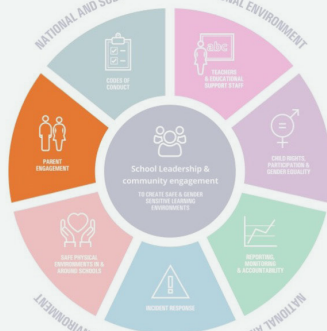 NATIONAL AND
NAL ENVIRONMENT
CODES OF
CONDUCT
abc
TEACHERS
& EDUCATIONAL
SUPPORT STAFF
PARENT
ENGAGEMENT
School Leadership &
community engagement
TO CREATE SAFE & GENDER
SENSITIVE LEARNING
ENVIRONMENTS
CHILD RIGHTS,
PARTICIPATION &
GENDER EQUALITY
SAFE PHYSICAL
ENVIRONMENTS IN &
AROUND SCHOOLS
REPORTING,
MONITORING
& ACCOUNTABILITY
INCIDENT RESPONSE
ENVIRONMENT
NATIONAL